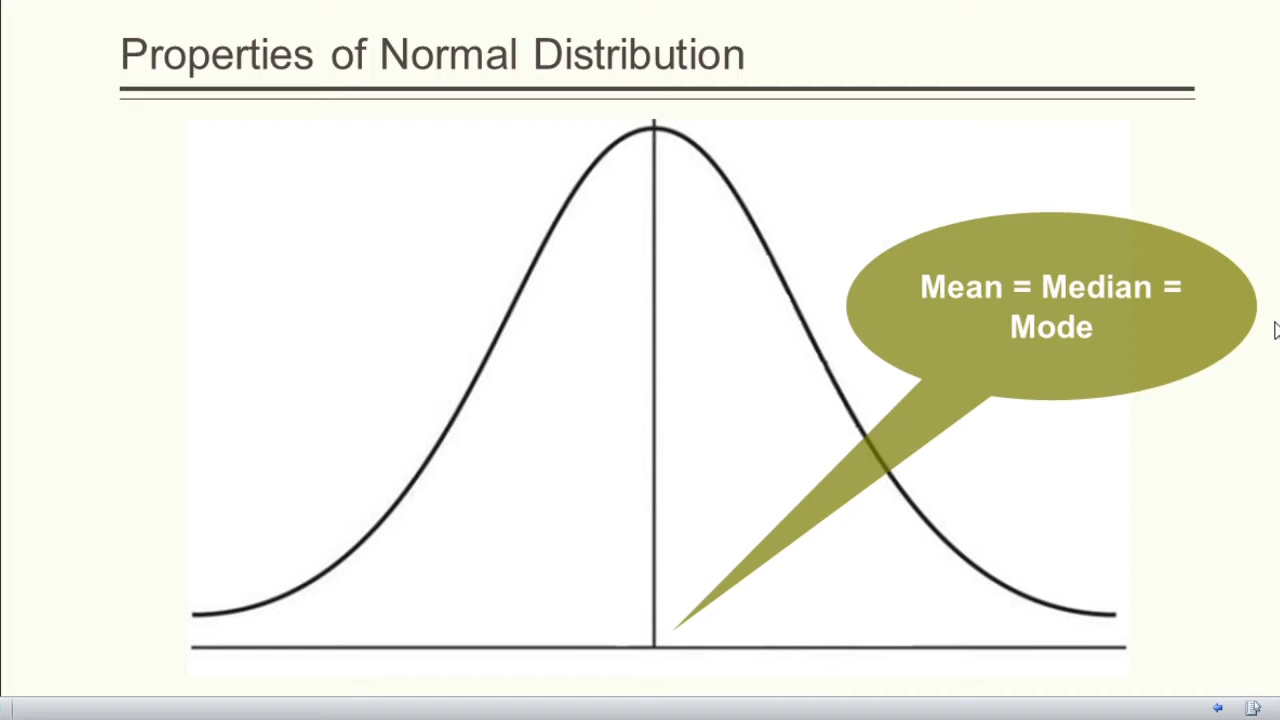 Properties of Normal Distribution
Mean = Median =
Mode